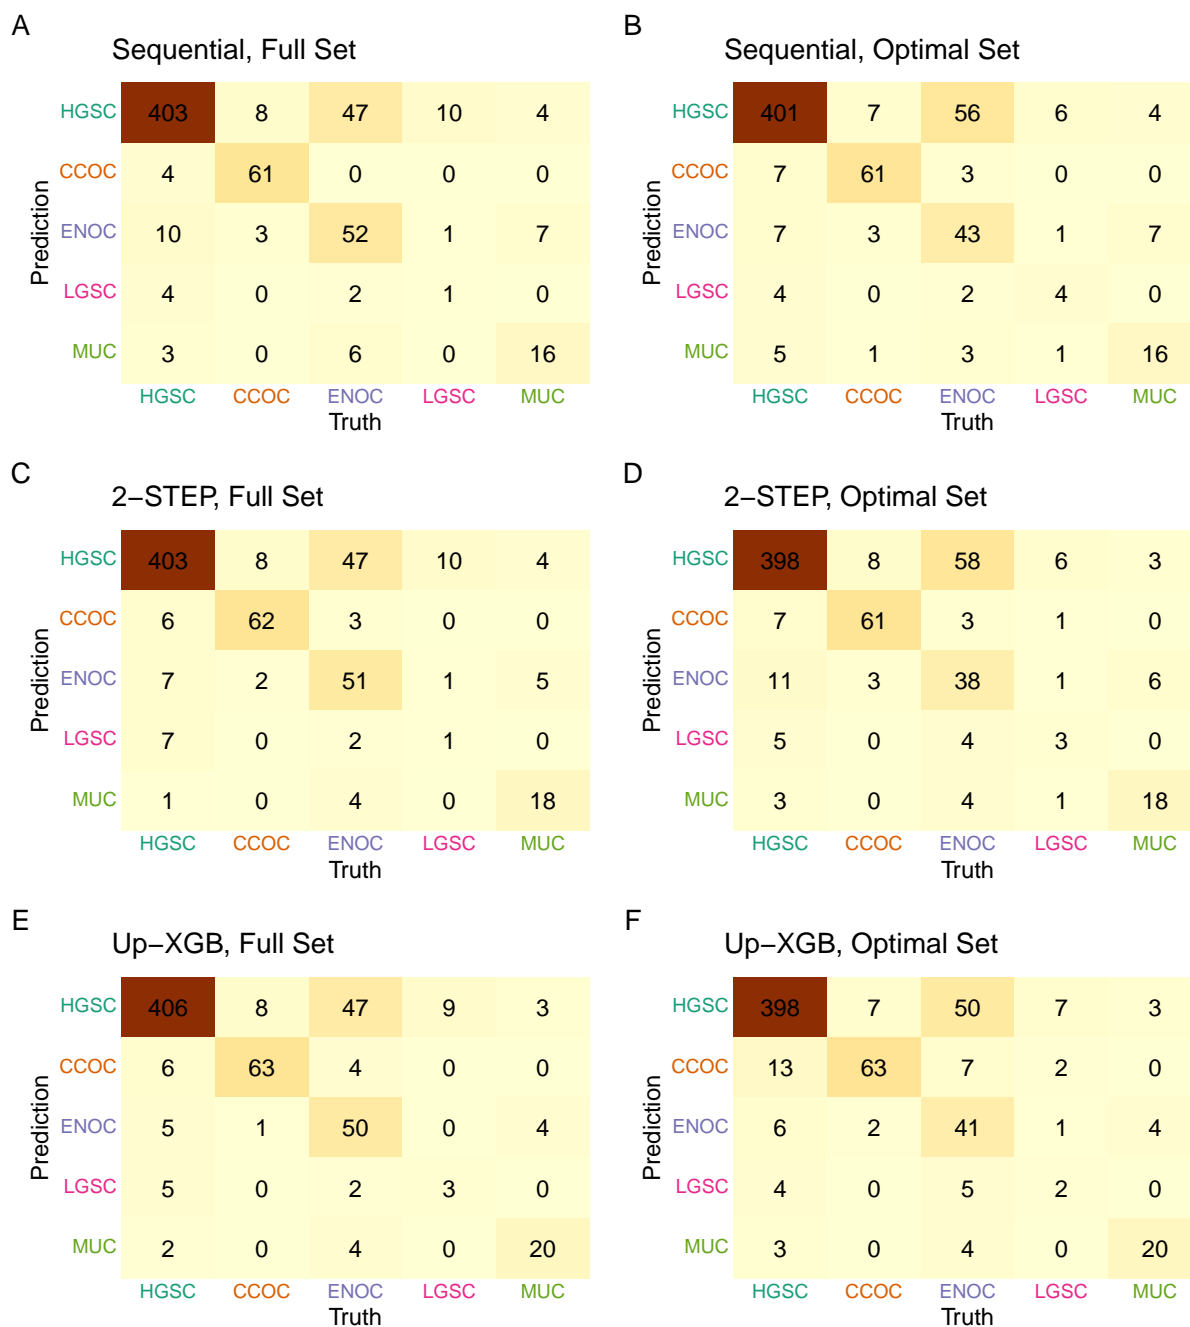 A
Sequential, Full Set
Prediction
HGSC 403 8 47 10 4
CCOC 4 61 0 0 0
ENOC 10 3 52 1 7
LGSC 4 0 2 1 0
MUC 3 0 6 0 16
HGSC CCOC ENOC LGSC MUC
Truth
B
Sequential, Optimal Set
Prediction
HGSC 401 7 56 6 4
CCOC 7 61 3 0 0
ENOC 7 3 43 1 7
LGSC 4 0 2 4 0
MUC 5 1 3 1 16
HGSC CCOC ENOC LGSC MUC
Truth
C
2−STEP, Full Set
Prediction
HGSC 403 8 47 10 4
CCOC 6 62 3 0 0
ENOC 7 2 51 1 5
LGSC 7 0 2 1 0
MUC 1 0 4 0 18
HGSC CCOC ENOC LGSC MUC
Truth
D
2−STEP, Optimal Set
Prediction
HGSC 398 8 58 6 3
CCOC 7 61 3 1 0
ENOC 11 3 38 1 6
LGSC 5 0 4 3 0
MUC 3 0 4 1 18
HGSC CCOC ENOC LGSC MUC
Truth
E
Up−XGB, Full Set
Prediction
HGSC 406 8 47 9 3
CCOC 6 63 4 0 0
ENOC 5 1 50 0 4
LGSC 5 0 2 3 0
MUC 2 0 4 0 20
HGSC CCOC ENOC LGSC MUC
Truth
F
Up−XGB, Optimal Set
Prediction
HGSC 398 7 50 7 3
CCOC 13 63 7 2 0
ENOC 6 2 41 1 4
LGSC 4 0 5 2 0
MUC 3 0 4 0 20
HGSC CCOC ENOC LGSC MUC
Truth